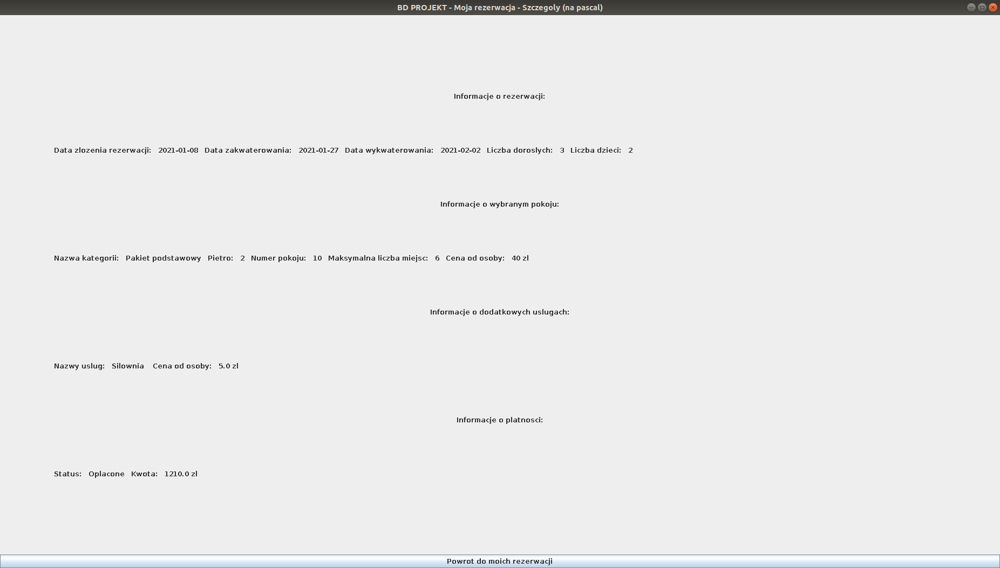 BD PROJEKT - Moja rezerwacja - Szczegoly (na pascal)
Informacje o rezerwacji:
Data zlozenia rezerwacji: 2021-01-08 Data zakwaterowania: 2021-01-27 Data wykwaterowania: 2021-02-02 Liczba doroslych: 3 Liczba dzieci: 2
Informacje o wybranym pokoju:
Nazwa kategorii: Pakiet podstawowy Pietro: 2 Numer pokoju: 10 Maksymalna liczba miejsc: 6 Cena od osoby: 40 zl
Informacje o dodatkowych uslugach:
Nazwy uslug: Silownia Cena od osoby: 5.0 zl
Informacje o platnosci:
Status: Oplacone Kwota: 1210.0 zl
Powrot do moich rezerwacji